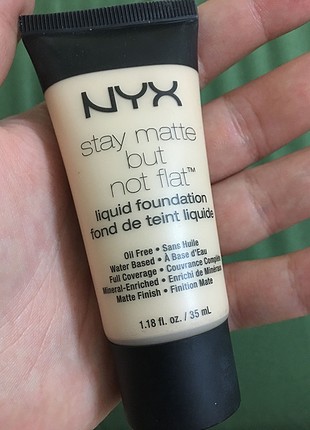 NYX
stay matte
but
not flat™
liquid foundation
fond de teint liquide
Oil Free • Sans Huile
Water Based • À Base d'Eau
Full Coverage • Couvrance Complète
Mineral-Enriched • Enrichi de Minéraux
Matte Finish • Finition Mate
1.18 fl. oz. / 35 mL